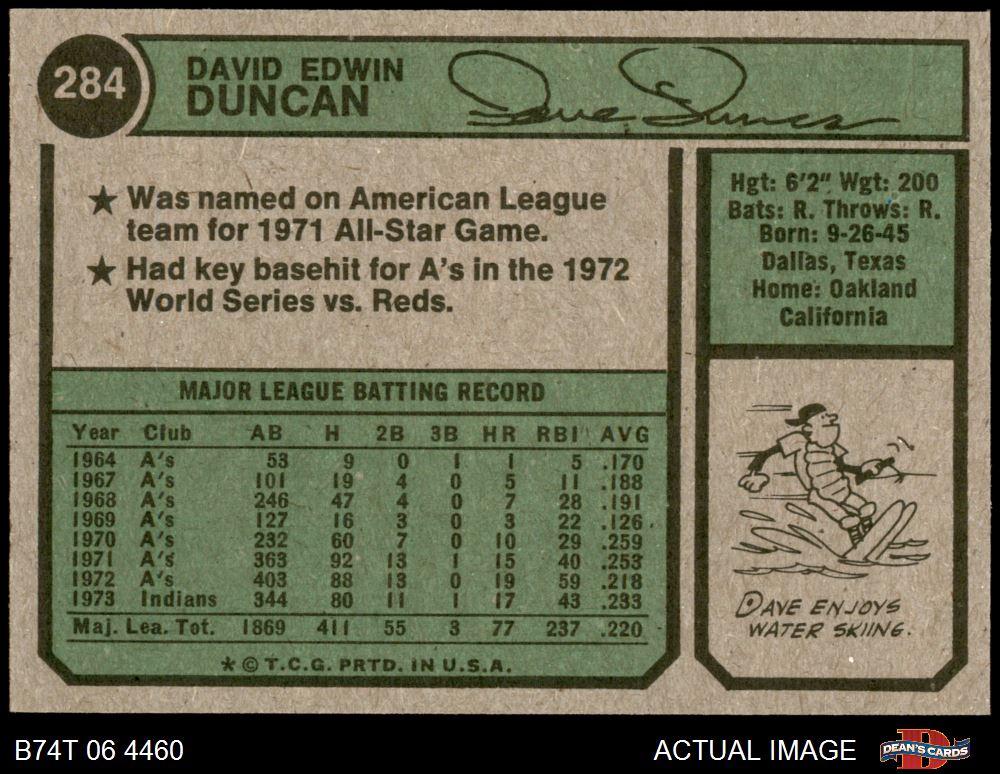 284
DAVID EDWIN
DUNCAN
Dave Duncan
★ Was named on American League
team for 1971 All-Star Game.
★ Had key basehit for A's in the 1972
World Series vs. Reds.
Hgt: 6'2" Wgt: 200
Bats: R. Throws: R.
Born: 9-26-45
Dallas, Texas
Home: Oakland
California
MAJOR LEAGUE BATTING RECORD
Year Club AB H 2B 3B HR RBI AVG
1964 A's 53 9 0 1 1 5 .170
1967 A's 101 19 4 0 5 11 .188
1968 A's 246 47 4 0 7 28 .191
1969 A's 127 16 3 0 3 22 .126
1970 A's 232 60 7 0 10 29 .259
1971 A's 363 92 13 1 15 40 .253
1972 A's 403 88 13 0 19 59 .218
1973 Indians 344 80 11 1 17 43 .233
Maj. Lea. Tot. 1869 411 55 3 77 237 .220
* © T.C.G. PRTD. IN U.S.A.
DAVE ENJOYS
WATER SKIING.
B74T 06 4460
ACTUAL IMAGE
DEAN'S CARDS